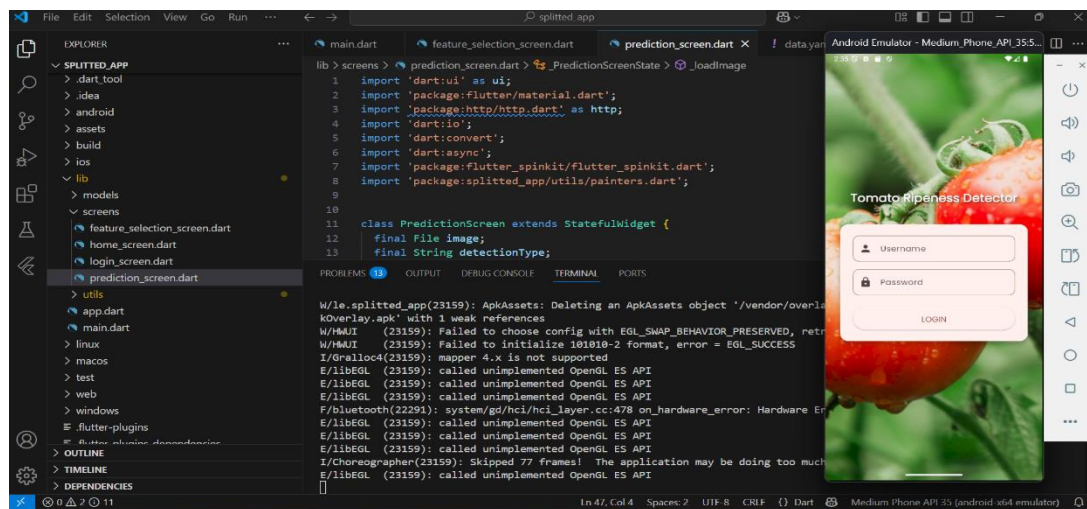 File Edit Selection View Go Run ··· splitted_app
EXPLORER ···
SPLITTED_APP
.dart_tool
.idea
android
assets
build
ios
lib
models
screens
feature_selection_screen.dart
home_screen.dart
login_screen.dart
prediction_screen.dart
utils
app.dart
main.dart
linux
macos
test
web
windows
.flutter-plugins
.flutter-plugins-dependencies
OUTLINE
TIMELINE
DEPENDENCIES
main.dart feature_selection_screen.dart prediction_screen.dart data.yan
lib > screens > prediction_screen.dart > _PredictionScreenState > _loadImage
1 import 'dart:ui' as ui;
2 import 'package:flutter/material.dart';
3 import 'package:http/http.dart' as http;
4 import 'dart:io';
5 import 'dart:convert';
6 import 'dart:async';
7 import 'package:flutter_spinkit/flutter_spinkit.dart';
8 import 'package:splitted_app/utils/painters.dart';
9
10
11 class PredictionScreen extends StatefulWidget {
12 final File image;
13 final String detectionType;
PROBLEMS 13 OUTPUT DEBUG CONSOLE TERMINAL PORTS
W/le.splitted_app(23159): ApkAssets: Deleting an ApkAssets object '/vendor/overla
kOverlay.apk' with 1 weak references
W/HWUI (23159): Failed to choose config with EGL_SWAP_BEHAVIOR_PRESERVED, retr
W/HWUI (23159): Failed to initialize 101010-2 format, error = EGL_SUCCESS
I/Gralloc4(23159): mapper 4.x is not supported
E/libEGL (23159): called unimplemented OpenGL ES API
E/libEGL (23159): called unimplemented OpenGL ES API
E/libEGL (23159): called unimplemented OpenGL ES API
F/bluetooth(22291): system/gd/hci/hci_layer.cc:478 on_hardware_error: Hardware Er
E/libEGL (23159): called unimplemented OpenGL ES API
E/libEGL (23159): called unimplemented OpenGL ES API
E/libEGL (23159): called unimplemented OpenGL ES API
I/Choreographer(23159): Skipped 77 frames! The application may be doing too much
E/libEGL (23159): called unimplemented OpenGL ES API
Android Emulator - Medium_Phone_API_35:5...
2:35
Tomato Ripeness Detector
Username
Password
LOGIN
0 2 11 Ln 47, Col 4 Spaces: 2 UTF-8 CRLF {} Dart Medium Phone API 35 (android-x64 emulator)